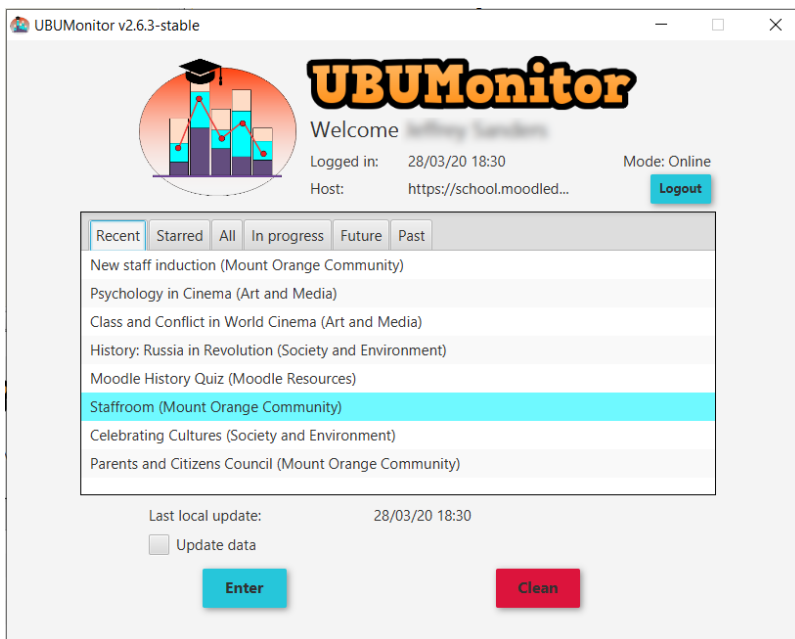 UBUMonitor v2.6.3-stable
UBUMonitor
Welcome
Logged in: 28/03/20 18:30 Mode: Online
Host: https://school.moodled...
Logout
Recent Starred All In progress Future Past
New staff induction (Mount Orange Community)
Psychology in Cinema (Art and Media)
Class and Conflict in World Cinema (Art and Media)
History: Russia in Revolution (Society and Environment)
Moodle History Quiz (Moodle Resources)
Staffroom (Mount Orange Community)
Celebrating Cultures (Society and Environment)
Parents and Citizens Council (Mount Orange Community)
Last local update: 28/03/20 18:30
Update data
Enter Clean